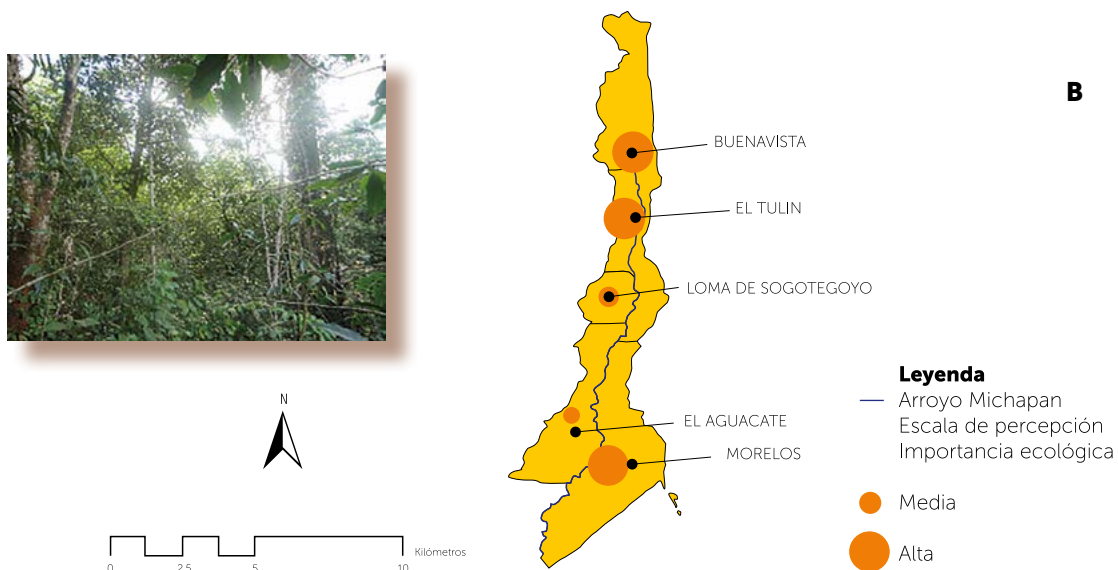 B
BUENAVISTA
EL TULIN
LOMA DE SOGOTEGOYO
EL AGUACATE
MORELOS
Leyenda
Arroyo Michapan
Escala de percepción
Importancia ecológica
Media
Alta
N
Kilómetros
0 2.5 5 10